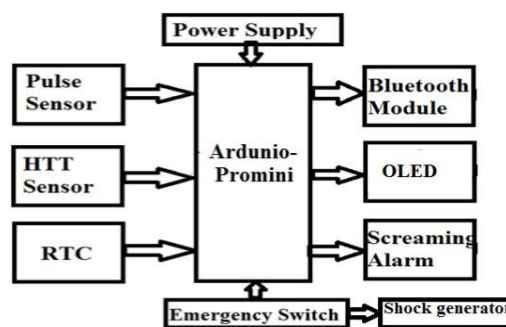 Power Supply
Pulse
Sensor
HTT
Sensor
RTC
Ardunio-
Promini
Bluetooth
Module
OLED
Screaming
Alarm
Emergency Switch
Shock generator